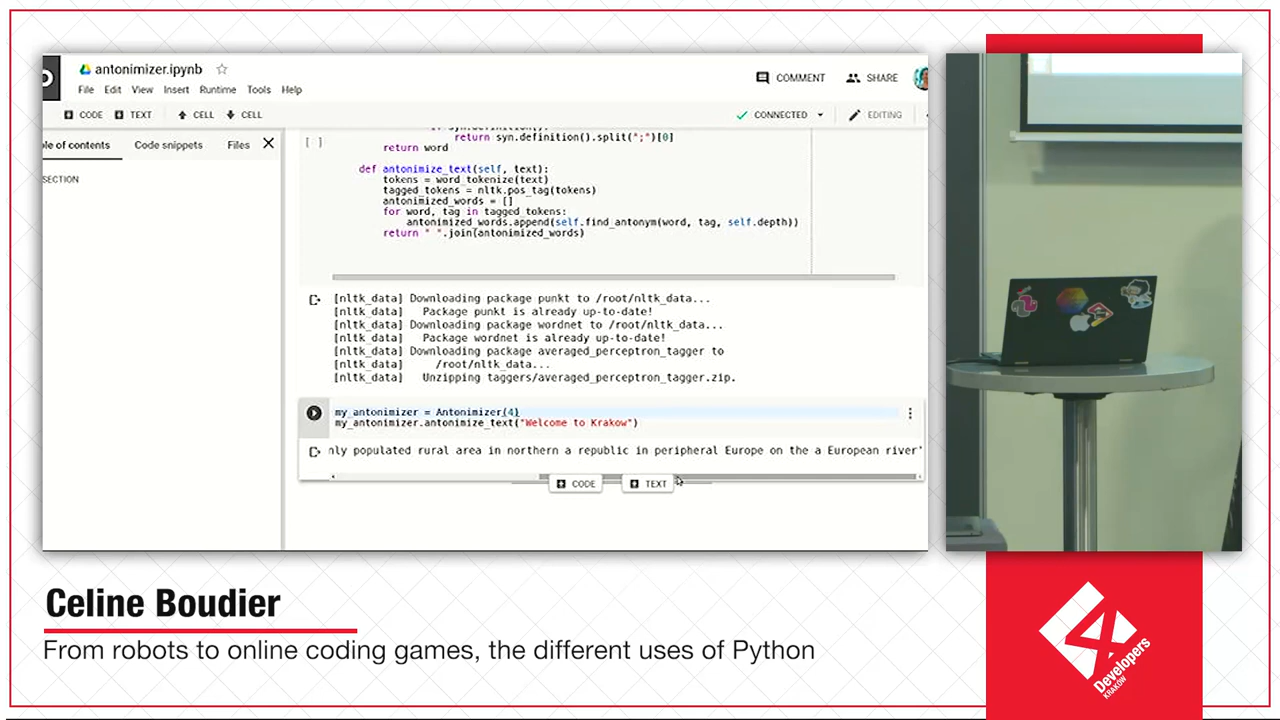 antonimizer.ipynb
File Edit View Insert Runtime Tools Help
COMMENT SHARE
CODE TEXT CELL CELL
CONNECTED EDITING
le of contents Code snippets Files
SECTION
[ ]
syn.definition():
return syn.definition().split(";")[0]
return word
def antonimize_text(self, text):
tokens = word_tokenize(text)
tagged_tokens = nltk.pos_tag(tokens)
antonimized_words = []
for word, tag in tagged_tokens:
antonimized_words.append(self.find_antonym(word, tag, self.depth))
return " ".join(antonimized_words)
[nltk_data] Downloading package punkt to /root/nltk_data...
[nltk_data] Package punkt is already up-to-date!
[nltk_data] Downloading package wordnet to /root/nltk_data...
[nltk_data] Package wordnet is already up-to-date!
[nltk_data] Downloading package averaged_perceptron_tagger to
[nltk_data] /root/nltk_data...
[nltk_data] Unzipping taggers/averaged_perceptron_tagger.zip.
my_antonimizer = Antonimizer(4)
my_antonimizer.antonimize_text("Welcome to Krakow")
nly populated rural area in northern a republic in peripheral Europe on the a European river'
CODE TEXT
Celine Boudier
From robots to online coding games, the different uses of Python
Developers
KRAKOW